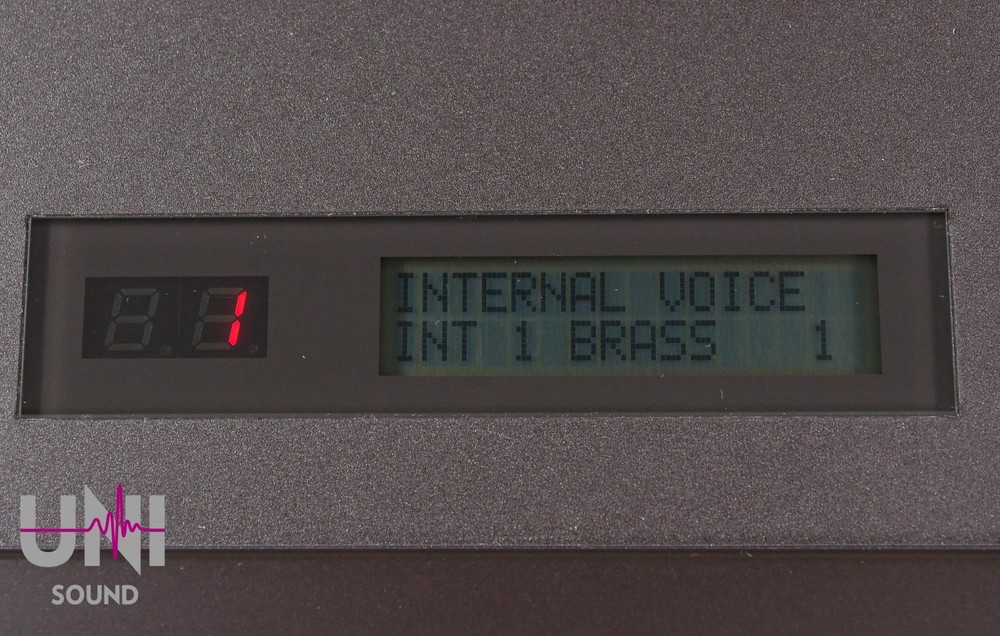 1
INTERNAL VOICE
INT 1 BRASS 1
UNI
SOUND